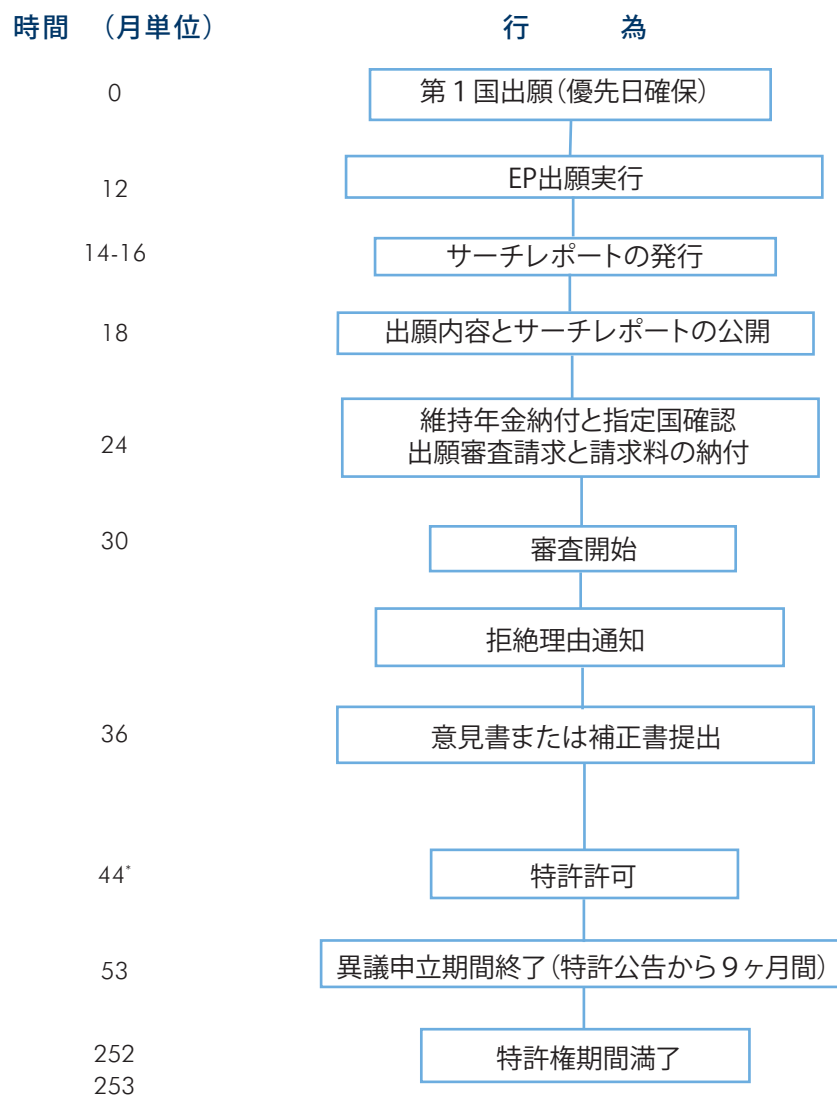 時間 (月単位) 行 為
0 第1国出願(優先日確保)
12 EP出願実行
14-16 サーチレポートの発行
18 出願内容とサーチレポートの公開
維持年金納付と指定国確認
24 出願審査請求と請求料の納付
30 審査開始
拒絶理由通知
36 意見書または補正書提出
44* 特許許可
53 異議申立期間終了(特許公告から9ヶ月間)
252 特許権期間満了
253